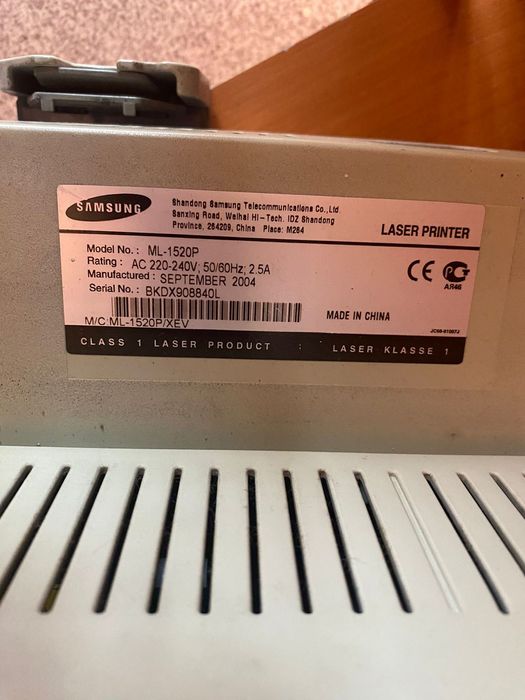 SAMSUNG
Shandong Samsung Telecommunications Co., Ltd
Sanxing Road, Weihai Hi-Tech. IDZ Shandong
Province, 264209, China Place: M264
LASER PRINTER
Model No.: ML-1520P
Rating: AC 220-240V; 50/60Hz; 2.5A
Manufactured: SEPTEMBER 2004
Serial No.: BKDX908840L
CE
АЯ46
M/C:ML-1520P/XEV
MADE IN CHINA
CLASS 1 LASER PRODUCT : LASER KLASSE 1